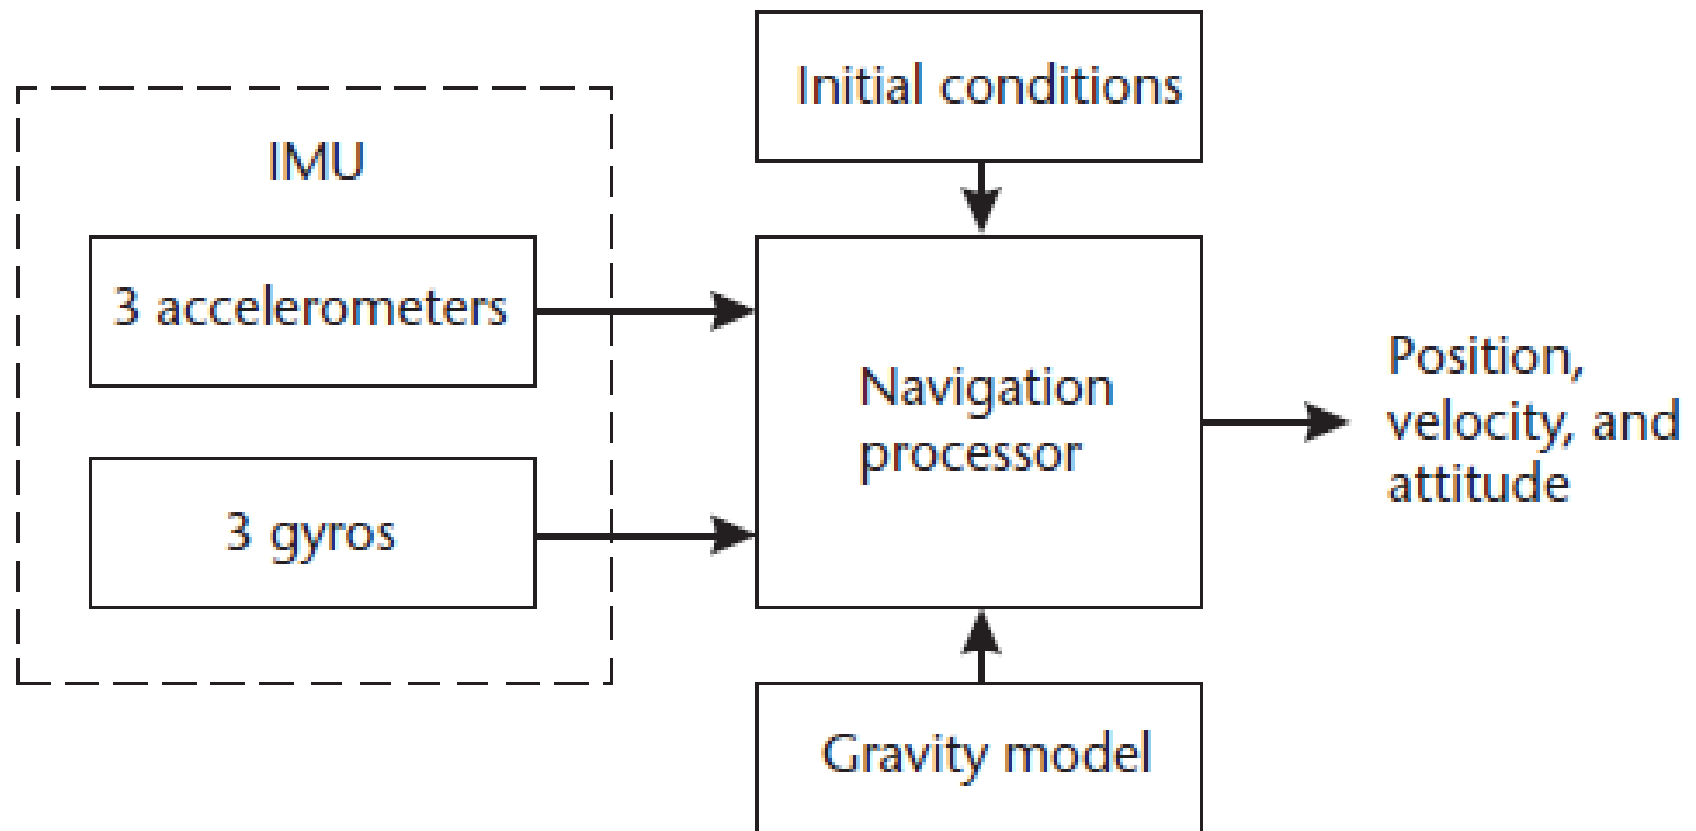 Initial conditions
IMU
3 accelerometers
Navigation
processor
3 gyros
Position,
velocity, and
attitude
Gravity model